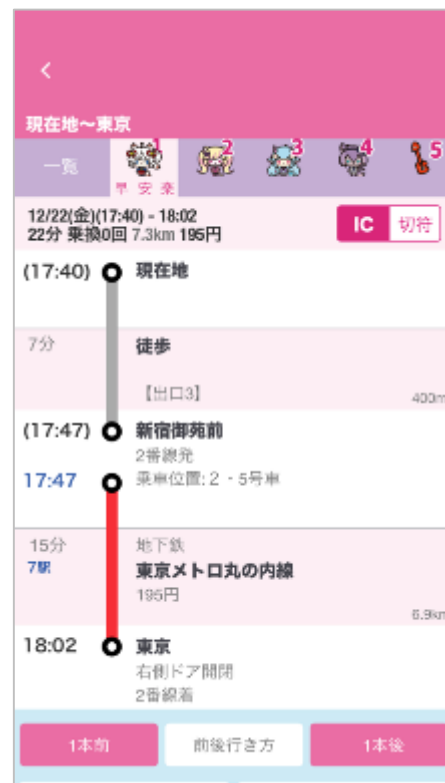 現在地～東京
一覧
1
2
3
4
5
早 安 楽
12/22(金)(17:40) - 18:02
22分 乗換0回 7.3km 195円
IC
切符
(17:40)
現在地
7分
徒歩
【出口3】
400m
(17:47)
新宿御苑前
2番線発
17:47
乗車位置: 2 - 5号車
15分
地下鉄
7駅
東京メトロ丸の内線
195円
6.9km
18:02
東京
右側ドア開閉
2番線着
1本前
前後行き方
1本後